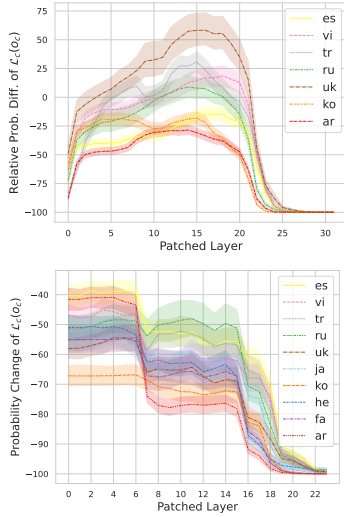 Relative Prob. Diff. of ℒc(oc)
75
50
25
0
−25
−50
−75
−100
0 5 10 15 20 25 30
Patched Layer
es
vi
tr
ru
uk
ko
ar
Probability Change of ℒc(oc)
−40
−50
−60
−70
−80
−90
−100
0 2 4 6 8 10 12 14 16 18 20 22
Patched Layer
es
vi
tr
ru
uk
ja
ko
he
fa
ar